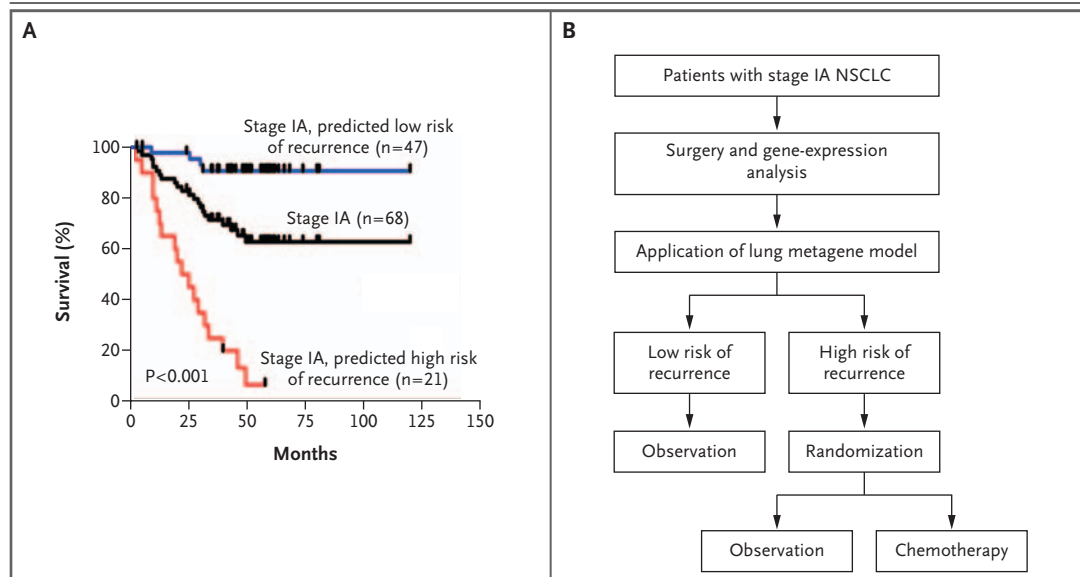 A
Stage IA, predicted low risk
of recurrence (n=47)
Stage IA (n=68)
Stage IA, predicted high risk
of recurrence (n=21)
P<0.001
Survival (%)
100
80
60
40
20
0
0
25
50
75
100
125
150
Months
B
Patients with stage IA NSCLC
Surgery and gene-expression
analysis
Application of lung metagene model
Low risk of
recurrence
High risk of
recurrence
Observation
Randomization
Observation
Chemotherapy